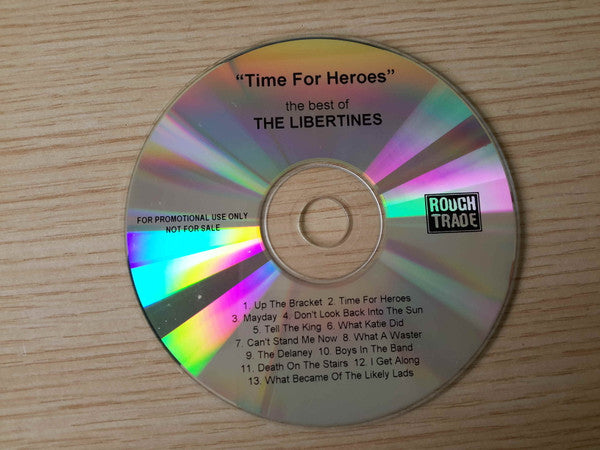 “Time For Heroes”
the best of
THE LIBERTINES
FOR PROMOTIONAL USE ONLY
NOT FOR SALE
ROUGH
TRADE
1. Up The Bracket 2. Time For Heroes
3. Mayday 4. Don't Look Back Into The Sun
5. Tell The King 6. What Katie Did
7. Can't Stand Me Now 8. What A Waster
9. The Delaney 10. Boys In The Band
11. Death On The Stairs 12. I Get Along
13. What Became Of The Likely Lads